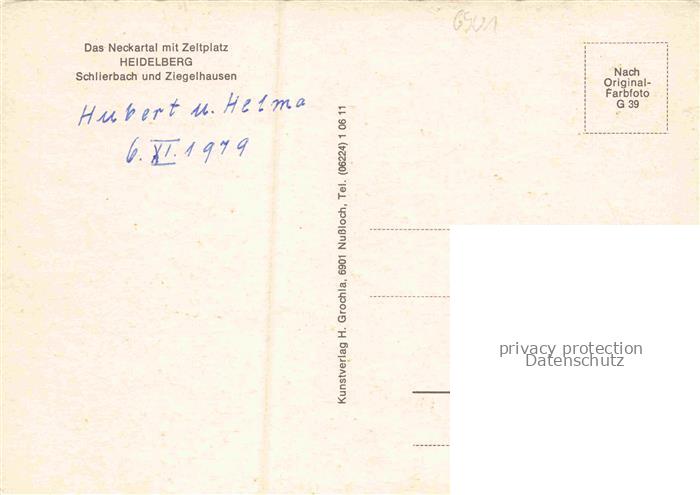 Das Neckartal mit Zeltplatz
HEIDELBERG
Schlierbach und Ziegelhausen
Hubert u. Helma
6. XI. 1979
Kunstverlag H. Grochla, 6901 Nußloch, Tel. (06224) 1 06 11
Nach
Original-
Farbfoto
G 39
privacy protection
Datenschutz